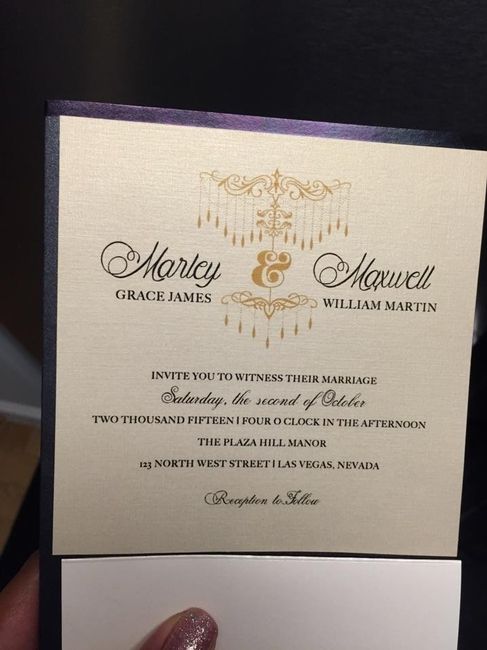 Marley & Maxwell
GRACE JAMES WILLIAM MARTIN
INVITE YOU TO WITNESS THEIR MARRIAGE
Saturday, the second of October
TWO THOUSAND FIFTEEN | FOUR O CLOCK IN THE AFTERNOON
THE PLAZA HILL MANOR
123 NORTH WEST STREET | LAS VEGAS, NEVADA
Reception to Follow